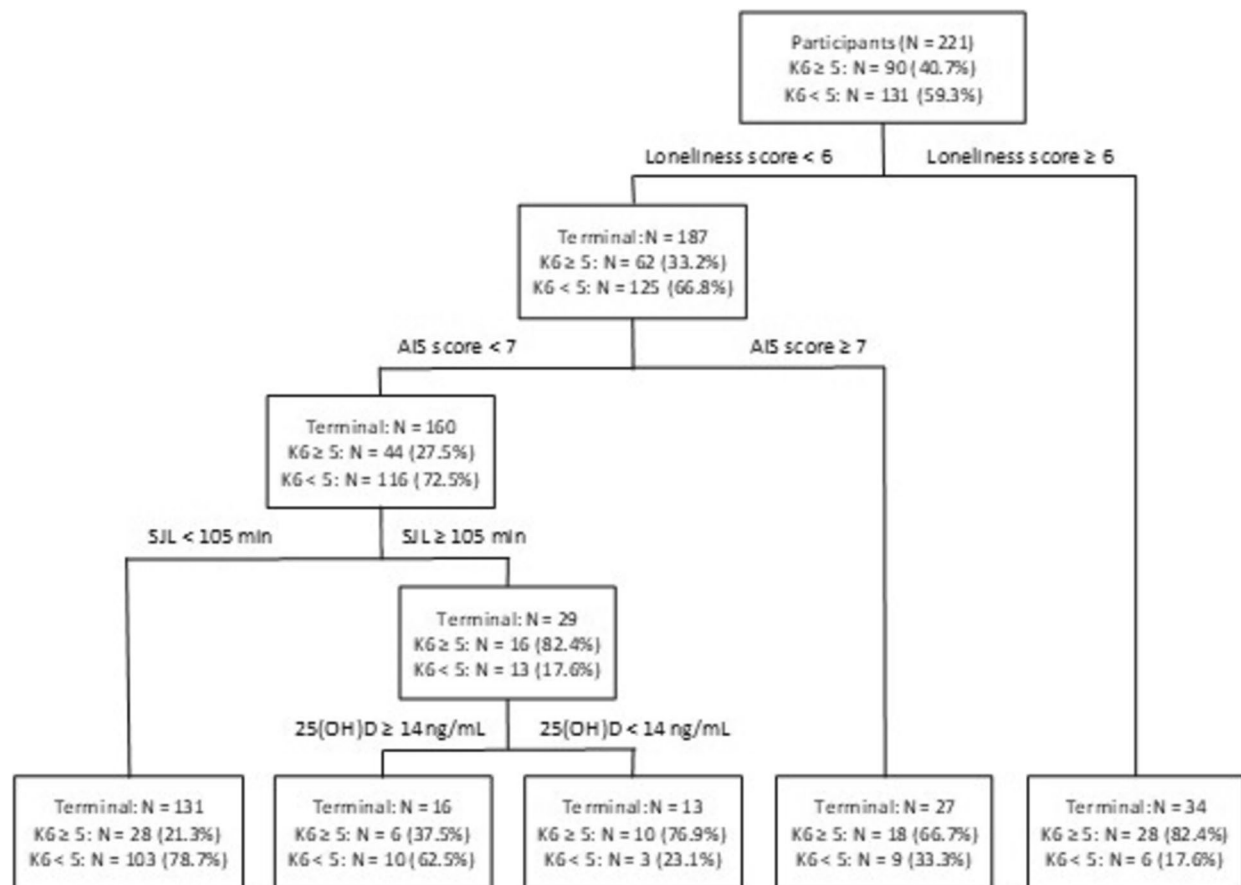 Participants (N = 221)
K6 ≥ 5: N = 90 (40.7%)
K6 < 5: N = 131 (59.3%)
Loneliness score < 6
Loneliness score ≥ 6
Terminal: N = 187
K6 ≥ 5: N = 62 (33.2%)
K6 < 5: N = 125 (66.8%)
AIS score < 7
AIS score ≥ 7
Terminal: N = 160
K6 ≥ 5: N = 44 (27.5%)
K6 < 5: N = 116 (72.5%)
SJL < 105 min
SJL ≥ 105 min
Terminal: N = 29
K6 ≥ 5: N = 16 (82.4%)
K6 < 5: N = 13 (17.6%)
25(OH)D ≥ 14 ng/mL
25(OH)D < 14 ng/mL
Terminal: N = 131
K6 ≥ 5: N = 28 (21.3%)
K6 < 5: N = 103 (78.7%)
Terminal: N = 16
K6 ≥ 5: N = 6 (37.5%)
K6 < 5: N = 10 (62.5%)
Terminal: N = 13
K6 ≥ 5: N = 10 (76.9%)
K6 < 5: N = 3 (23.1%)
Terminal: N = 27
K6 ≥ 5: N = 18 (66.7%)
K6 < 5: N = 9 (33.3%)
Terminal: N = 34
K6 ≥ 5: N = 28 (82.4%)
K6 < 5: N = 6 (17.6%)